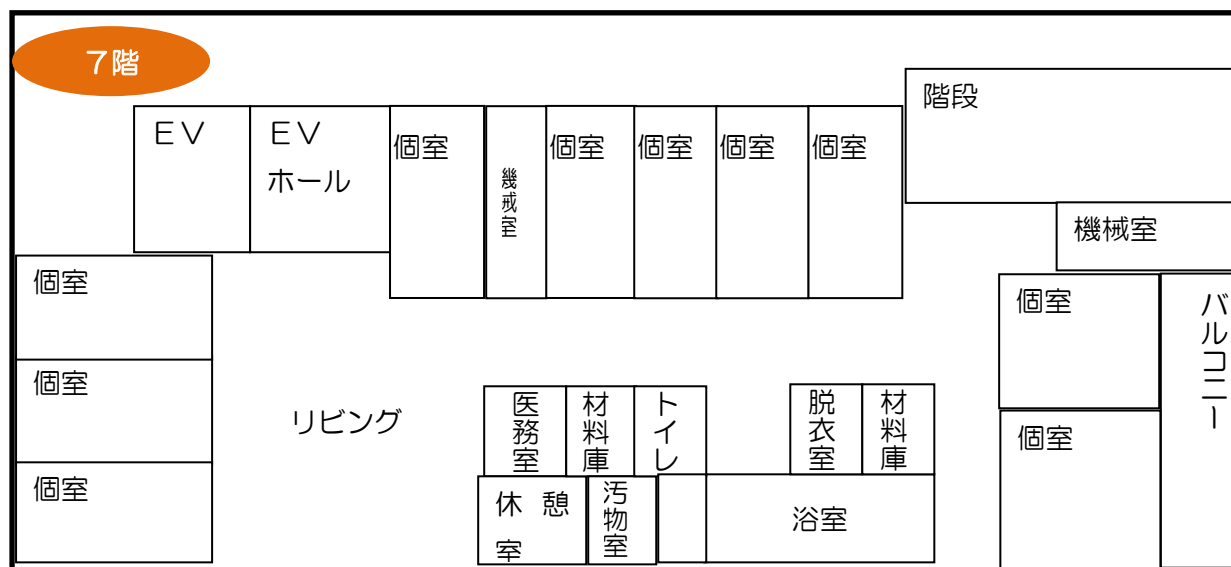 ７階
階段
ＥＶ
ＥＶ
ホール
個室
機械室
個室
個室
個室
個室
機械室
個室
個室
バルコニー
個室
個室
個室
リビング
医務室
材料庫
トイレ
脱衣室
材料庫
休憩
室
汚物室
浴室